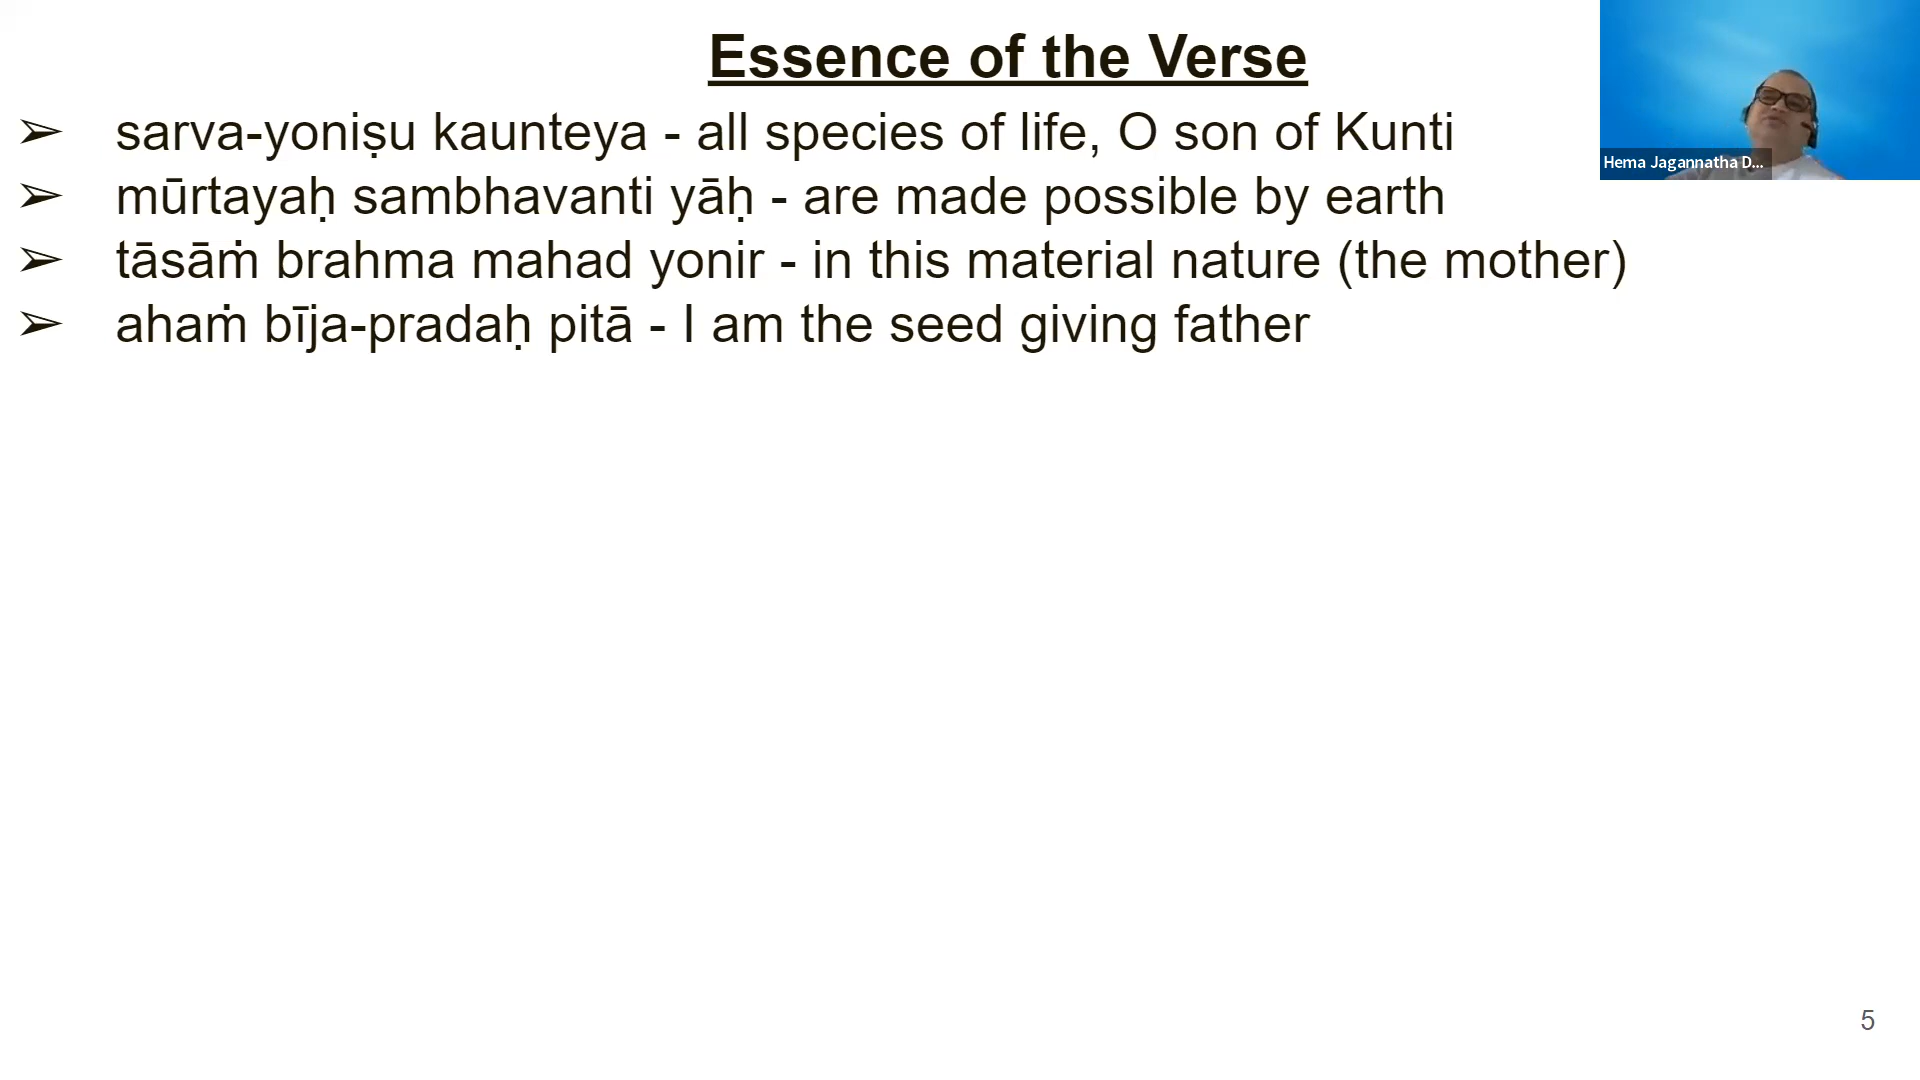 Essence of the Verse
➢ sarva-yoniṣu kaunteya - all species of life, O son of Kunti
➢ mūrtayaḥ sambhavanti yāḥ - are made possible by earth
➢ tāsāṁ brahma mahad yonir - in this material nature (the mother)
➢ ahaṁ bīja-pradaḥ pitā - I am the seed giving father
Hema Jagannatha D...
5